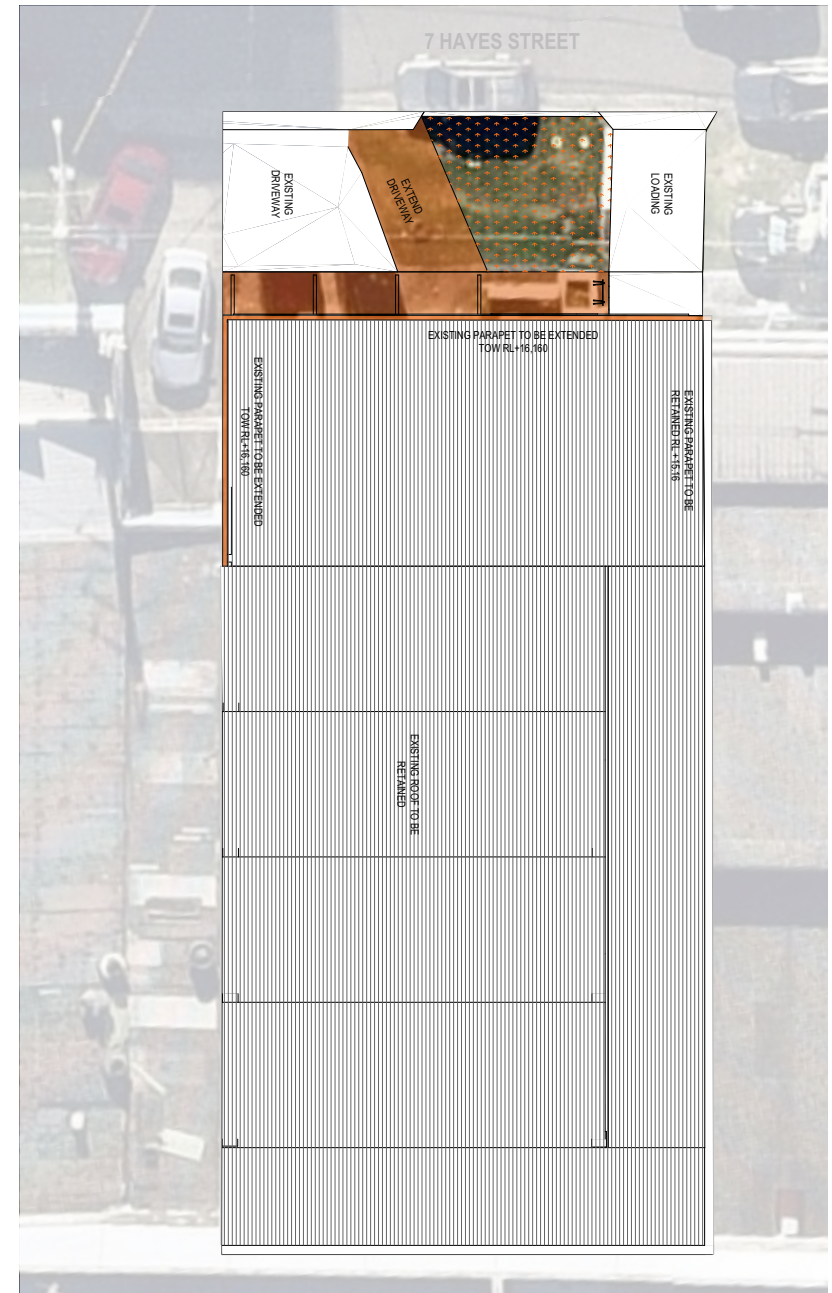 7 HAYES STREET
EXISTING
DRIVEWAY
EXTEND
DRIVEWAY
EXISTING
LOADING
EXISTING PARAPET TO BE EXTENDED
TOW RL+16,160
EXISTING PARAPET TO BE EXTENDED
TOW RL+16,160
EXISTING PARAPET TO BE
RETAINED RL +15.16
EXISTING ROOF TO BE
RETAINED